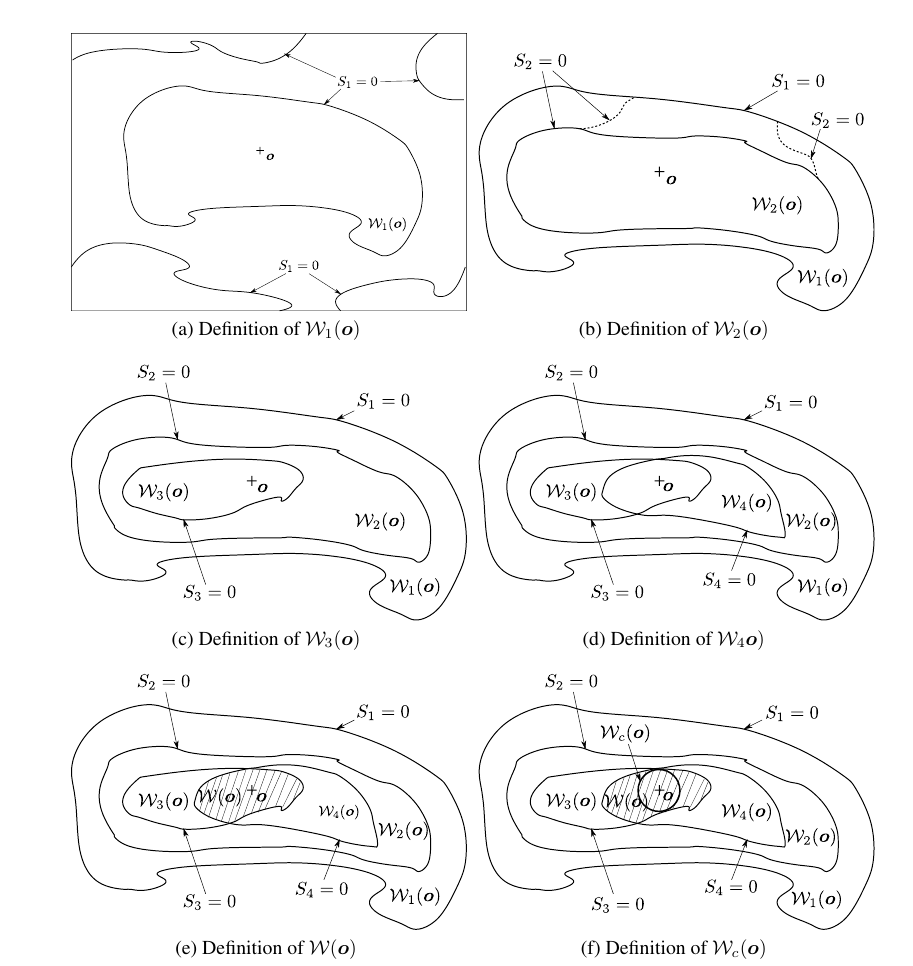 S₁ = 0
+o
𝒲₁(o)
S₁ = 0
(a) Definition of 𝒲₁(o)
S₂ = 0
S₁ = 0
S₂ = 0
+o
𝒲₂(o)
𝒲₁(o)
(b) Definition of 𝒲₂(o)
S₂ = 0
S₁ = 0
𝒲₃(o) +o
𝒲₂(o)
𝒲₁(o)
S₃ = 0
(c) Definition of 𝒲₃(o)
S₂ = 0
S₁ = 0
𝒲₃(o) +o 𝒲₄(o)
𝒲₂(o)
S₄ = 0
𝒲₁(o)
S₃ = 0
(d) Definition of 𝒲₄o)
S₂ = 0
S₁ = 0
𝒲₃(o) 𝒲(o) +o
𝒲₄(o)
𝒲₂(o)
S₄ = 0
𝒲₁(o)
S₃ = 0
(e) Definition of 𝒲(o)
S₂ = 0
S₁ = 0
𝒲c(o)
𝒲₃(o) 𝒲(o) +o 𝒲₄(o)
𝒲₂(o)
S₄ = 0
𝒲₁(o)
S₃ = 0
(f) Definition of 𝒲c(o)